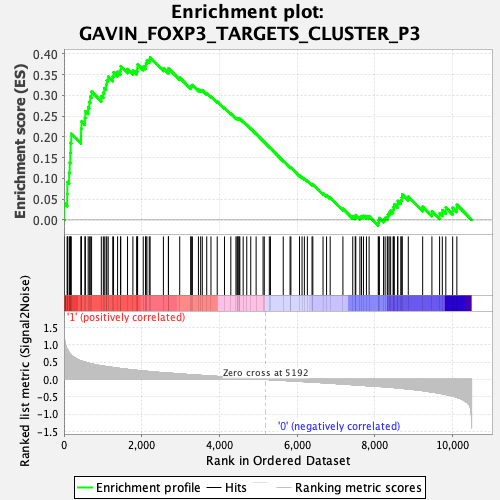 Enrichment plot:
GAVIN_FOXP3_TARGETS_CLUSTER_P3
Enrichment score (ES)
0.40
0.35
0.30
0.25
0.20
0.15
0.10
0.05
0.00
'1' (positively correlated)
Ranked list metric (Signal2Noise)
1.5
1.0
0.5
0.0
-0.5
-1.0
-1.5
Zero cross at 5192
'0' (negatively correlated)
0 2,000 4,000 6,000 8,000 10,000
Rank in Ordered Dataset
Enrichment profile Hits Ranking metric scores